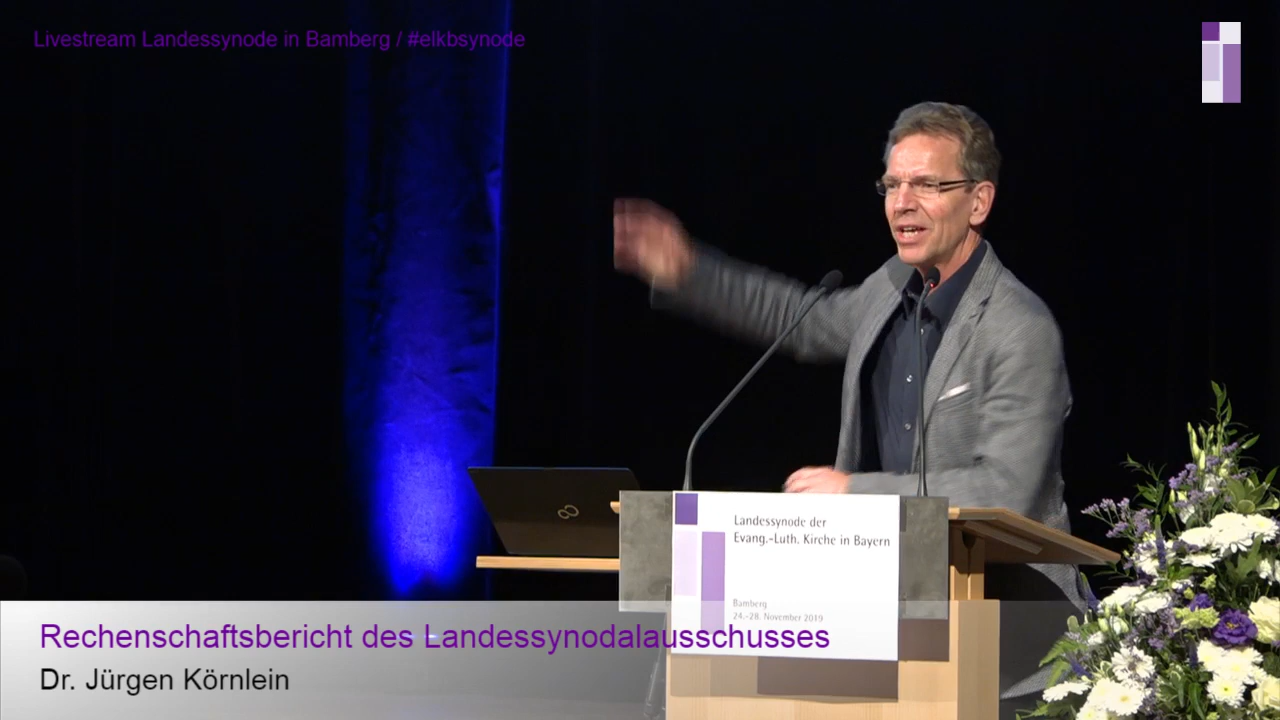 Livestream Landessynode in Bamberg / #elkbsynode
Landessynode der
Evang.-Luth. Kirche in Bayern
Bamberg
24.-28. November 2019
Rechenschaftsbericht des Landessynodalausschusses
Dr. Jürgen Körnlein